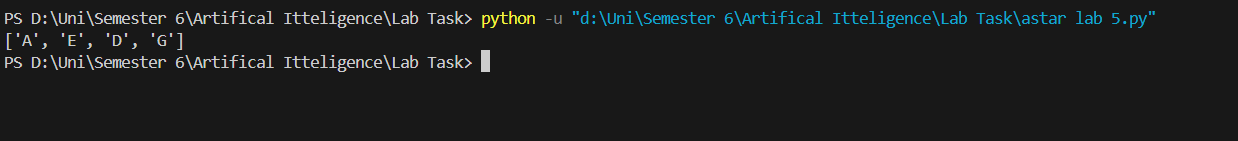 PS D:\Uni\Semester 6\Artifical Itteligence\Lab Task> python -u "d:\Uni\Semester 6\Artifical Itteligence\Lab Task\astar lab 5.py"
['A', 'E', 'D', 'G']
PS D:\Uni\Semester 6\Artifical Itteligence\Lab Task>